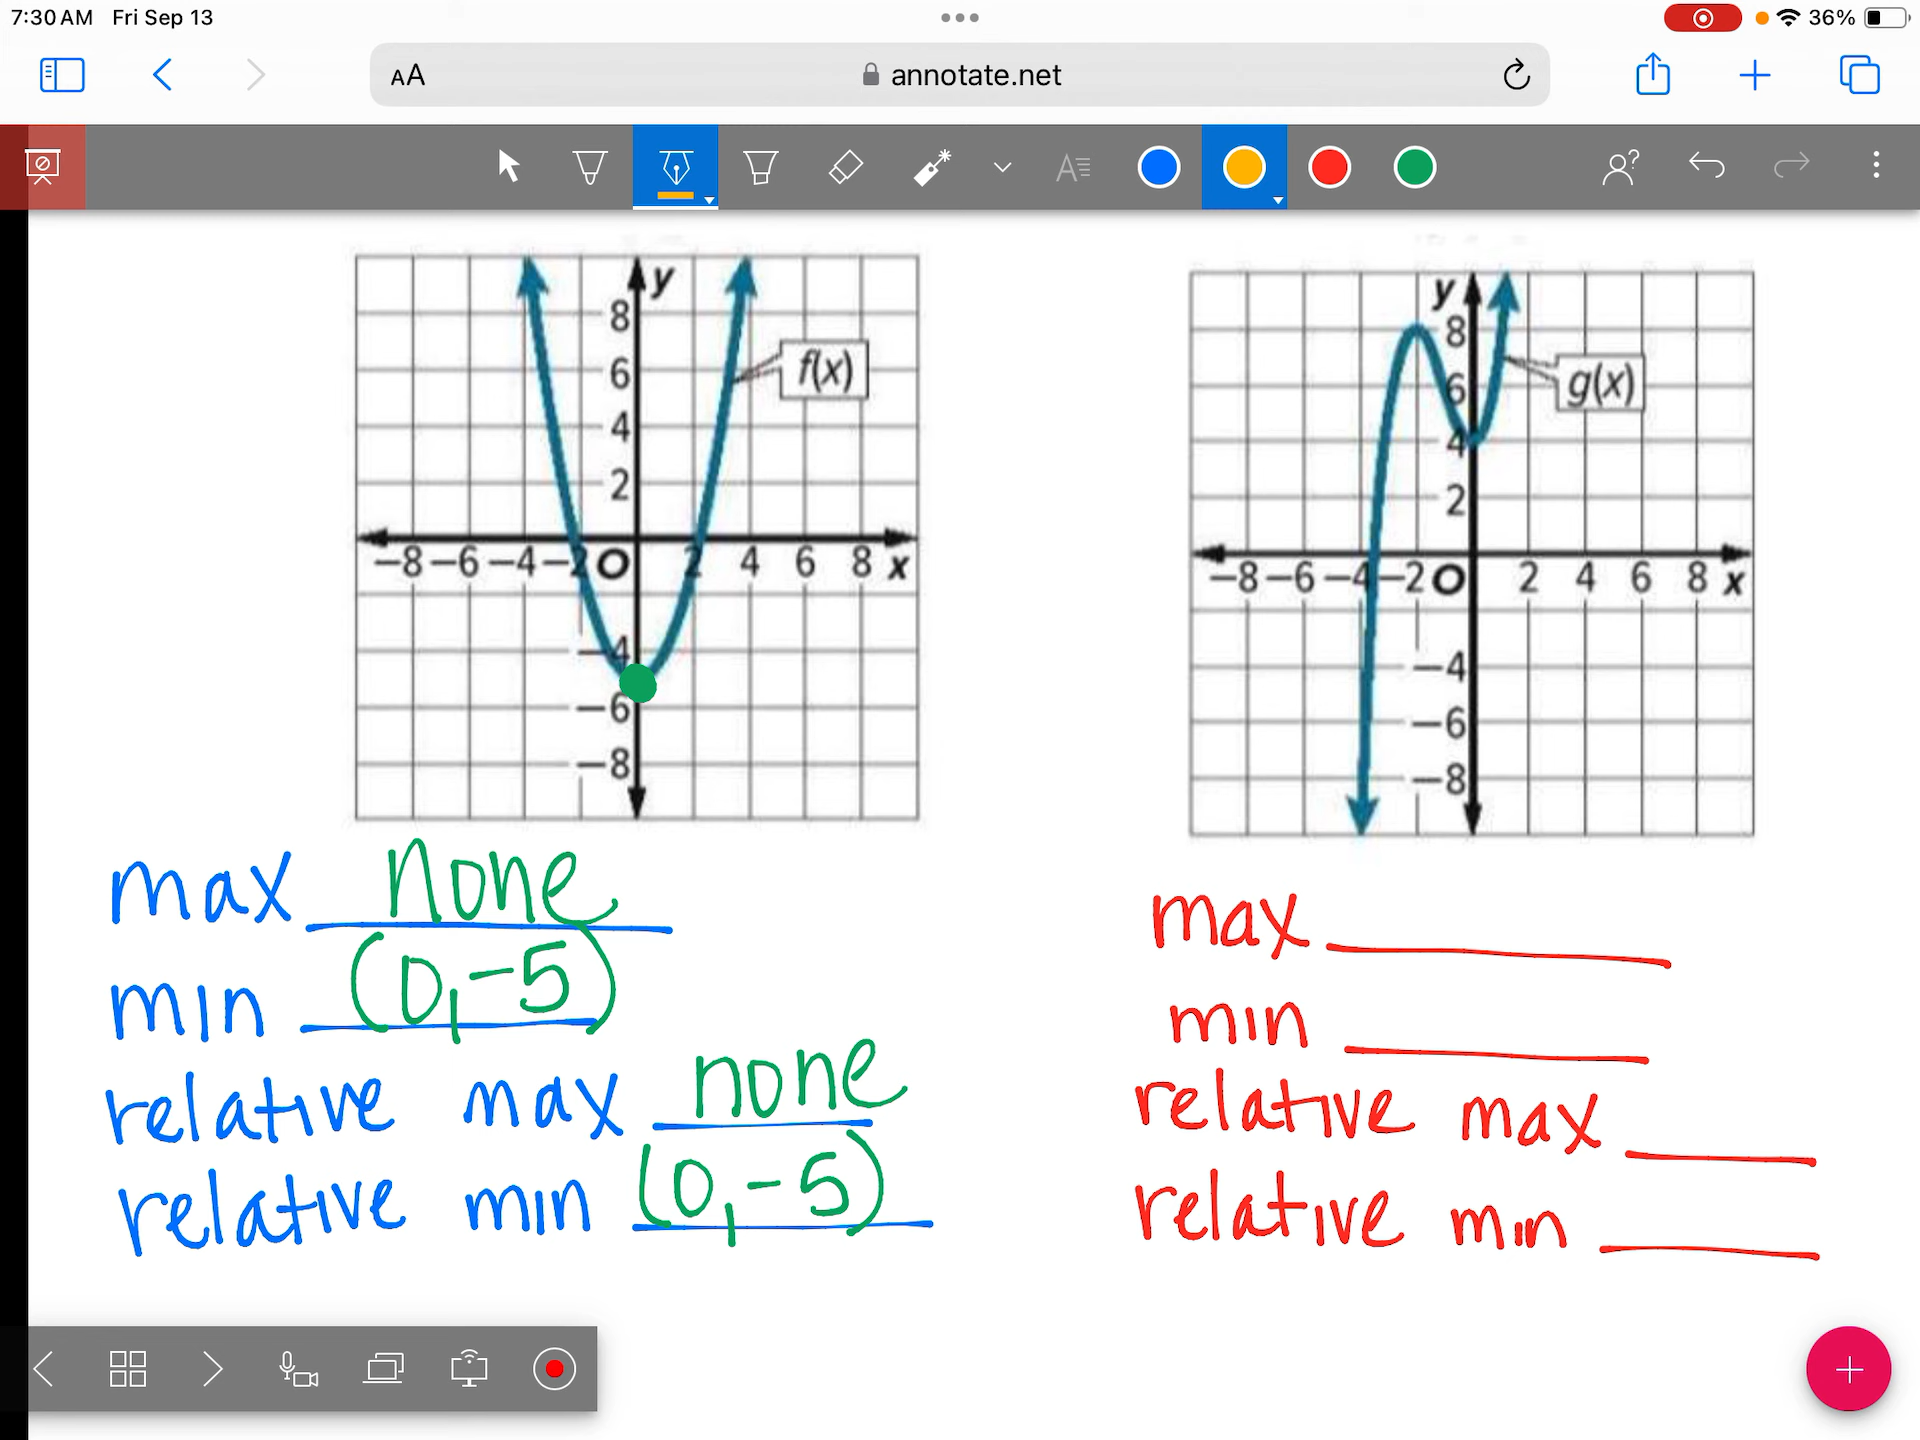 7:30 AM Fri Sep 13
36%
AA annotate.net
y
8
6
4
2
f(x)
−8 −6 −4 −2 O 2 4 6 8 x
−4
−6
−8
y
8
6
4
2
g(x)
−8 −6 −4 −2 O 2 4 6 8 x
−4
−6
−8
max none
min (0,-5)
relative max none
relative min (0,-5)
max
min
relative max
relative min